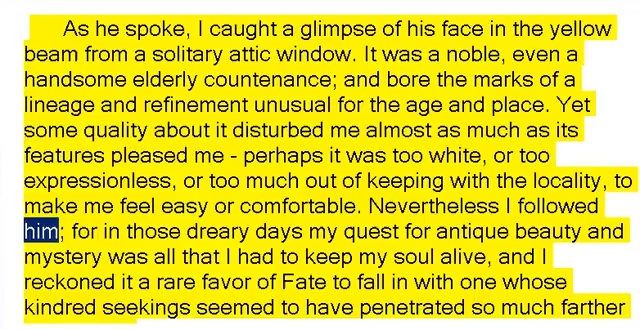 As he spoke, I caught a glimpse of his face in the yellow
beam from a solitary attic window. It was a noble, even a
handsome elderly countenance; and bore the marks of a
lineage and refinement unusual for the age and place. Yet
some quality about it disturbed me almost as much as its
features pleased me - perhaps it was too white, or too
expressionless, or too much out of keeping with the locality, to
make me feel easy or comfortable. Nevertheless I followed
him; for in those dreary days my quest for antique beauty and
mystery was all that I had to keep my soul alive, and I
reckoned it a rare favor of Fate to fall in with one whose
kindred seekings seemed to have penetrated so much farther